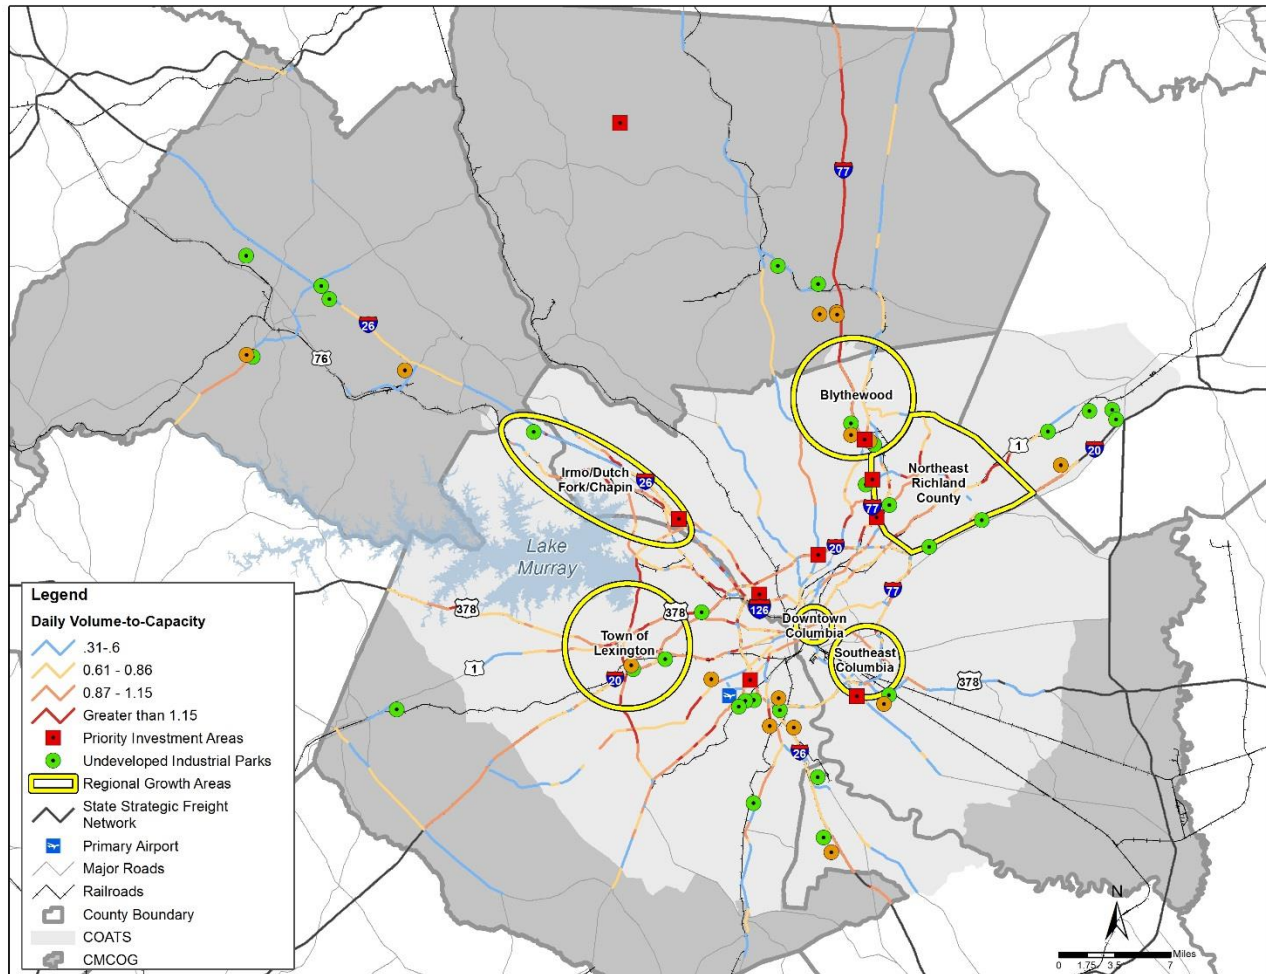 77
26
76
Blythewood
1
20
Northeast
Richland
County
Irmo/Dutch
Fork/Chapin
26
77
20
Lake
Murray
77
378
126
378
Downtown
Columbia
Town of
Lexington
Southeast
Columbia
1
20
378
26
Legend
Daily Volume-to-Capacity
.31-.6
0.61 - 0.86
0.87 - 1.15
Greater than 1.15
Priority Investment Areas
Undeveloped Industrial Parks
Regional Growth Areas
State Strategic Freight
Network
Primary Airport
Major Roads
Railroads
County Boundary
COATS
CMCOG
N
Miles
0 1.75 3.5 7